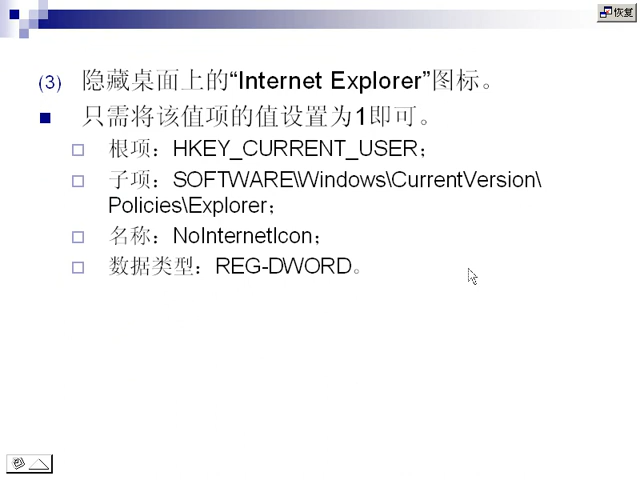 恢复
(3) 隐藏桌面上的“Internet Explorer”图标。
只需将该值项的值设置为1即可。
根项：HKEY_CURRENT_USER；
子项：SOFTWARE\Windows\CurrentVersion\
Policies\Explorer；
名称：NoInternetIcon；
数据类型：REG-DWORD。